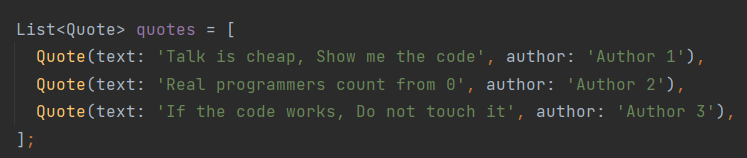 List<Quote> quotes = [
Quote(text: 'Talk is cheap, Show me the code', author: 'Author 1'),
Quote(text: 'Real programmers count from 0', author: 'Author 2'),
Quote(text: 'If the code works, Do not touch it', author: 'Author 3'),
];